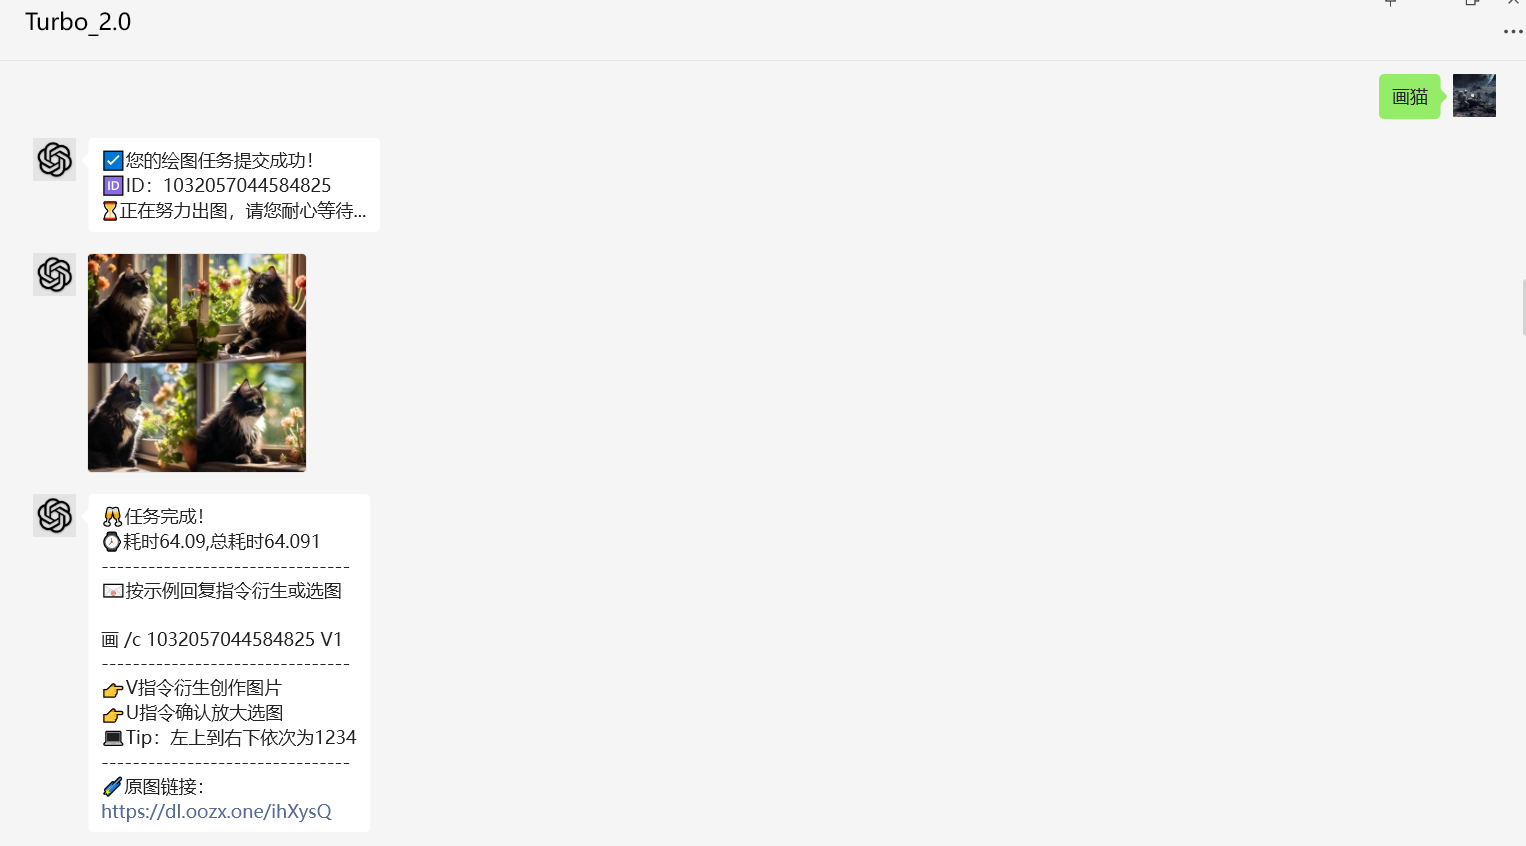 Turbo_2.0
画猫
☑您的绘图任务提交成功！
🆔ID：1032057044584825
⏳正在努力出图，请您耐心等待...
🥂任务完成！
⌚耗时64.09,总耗时64.091
--------------------------------
💌按示例回复指令衍生或选图
画 /c 1032057044584825 V1
--------------------------------
👉V指令衍生创作图片
👉U指令确认放大选图
💻Tip：左上到右下依次为1234
--------------------------------
原图链接：
https://dl.oozx.one/ihXysQ